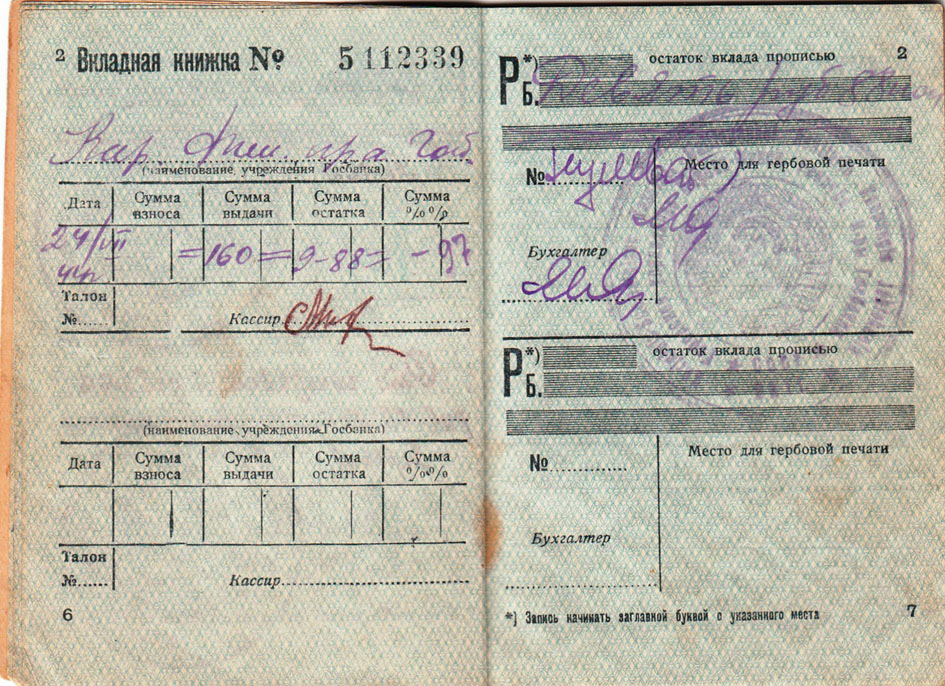 2 Вкладная книжка № 5112339
(наименование учреждения Госбанка)
Дата Сумма взноса Сумма выдачи Сумма остатка Сумма %%
24/VII =160= 9-88= -97
Талон
№ Кассир
(наименование учреждения Госбанка)
Дата Сумма взноса Сумма выдачи Сумма остатка Сумма %%
Талон
№ Кассир
6
Р*) остаток вклада прописью 2
Б. Девять руб 88 коп
№ Место для гербовой печати
Бухгалтер
Р*) остаток вклада прописью
Б.
№ Место для гербовой печати
Бухгалтер
*) Запись начинать заглавной буквой с указанного места 7